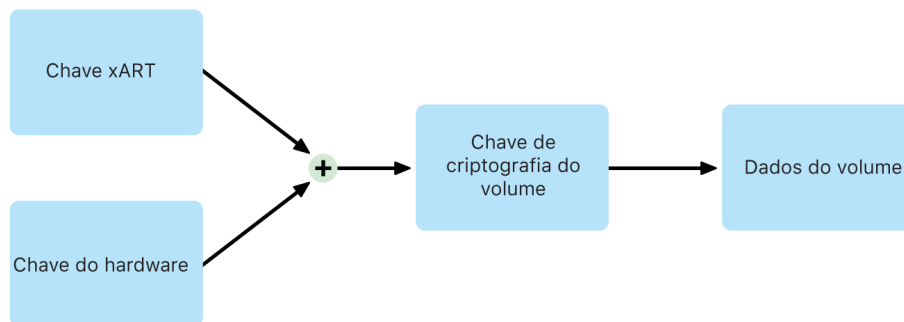 Chave xART
Chave do hardware
+
Chave de
criptografia do
volume
Dados do volume